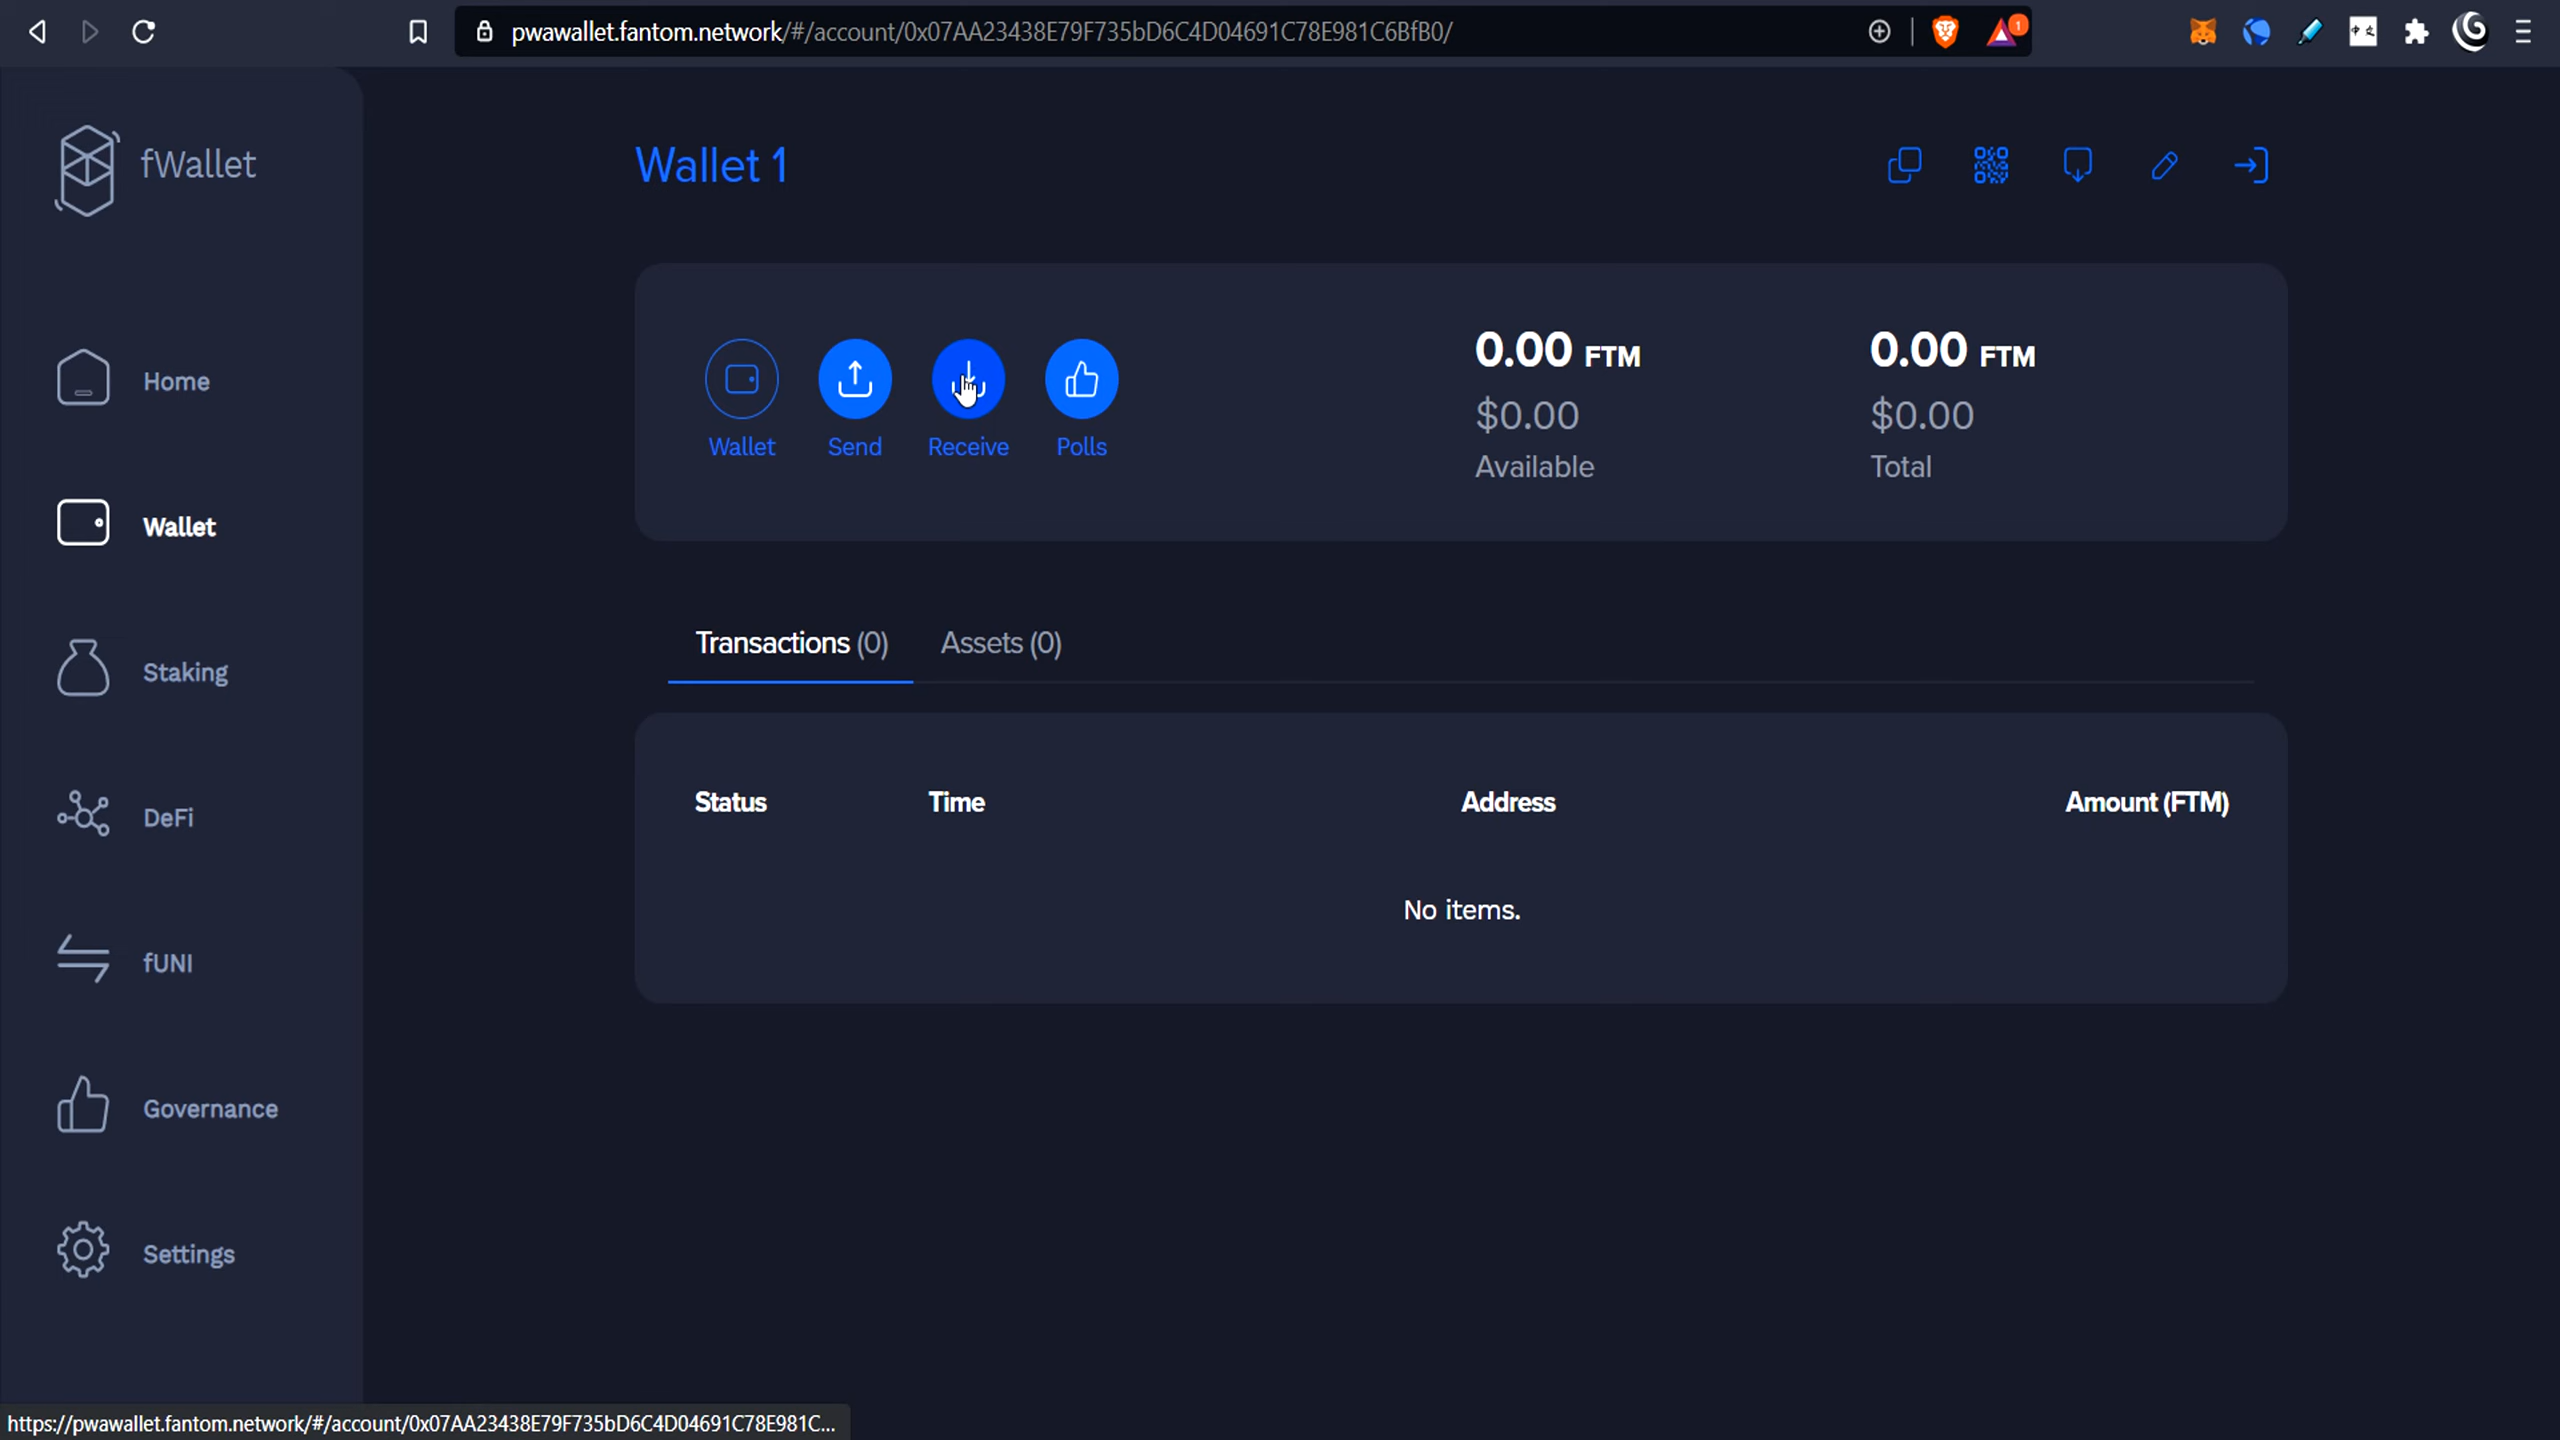 pwawallet.fantom.network/#/account/0x07AA23438E79F735bD6C4D04691C78E981C6BfB0/
1
fWallet
Home
Wallet
Staking
DeFi
fUNI
Governance
Settings
Wallet 1
Wallet
Send
Receive
Polls
0.00 FTM
$0.00
Available
0.00 FTM
$0.00
Total
Transactions (0)
Assets (0)
Status
Time
Address
Amount (FTM)
No items.
https://pwawallet.fantom.network/#/account/0x07AA23438E79F735bD6C4D04691C78E981C...